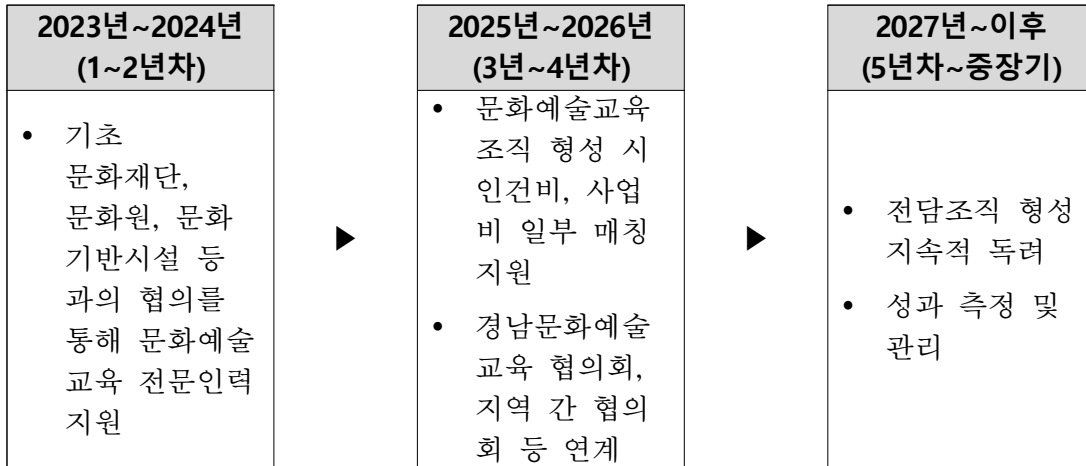 2023년~2024년
(1~2년차)
• 기초
문화재단,
문화원, 문화
기반시설 등
과의 협의를
통해 문화예술
교육 전문인력
지원
▶
2025년~2026년
(3년~4년차)
• 문화예술교육
조직 형성 시
인건비, 사업
비 일부 매칭
지원
• 경남문화예술
교육 협의회,
지역 간 협의
회 등 연계
▶
2027년~이후
(5년차~중장기)
• 전담조직 형성
지속적 독려
• 성과 측정 및
관리